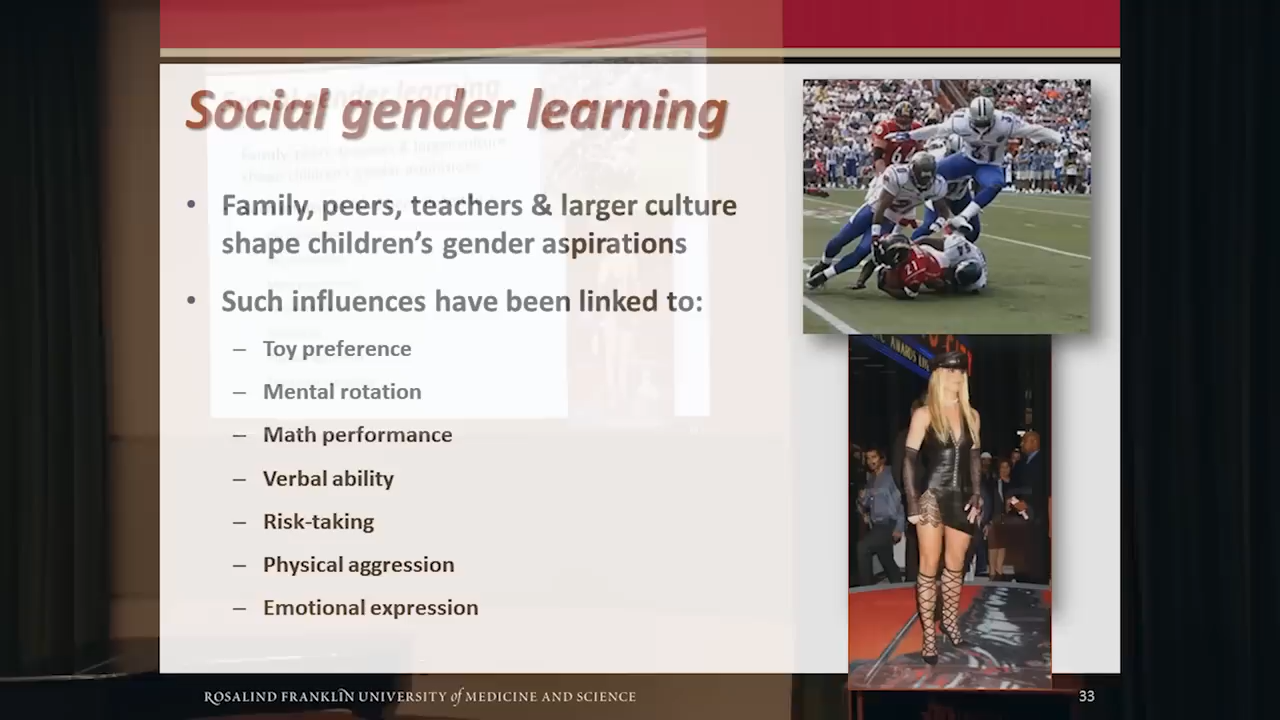 Social gender learning
• Family, peers, teachers & larger culture
shape children's gender aspirations
• Such influences have been linked to:
– Toy preference
– Mental rotation
– Math performance
– Verbal ability
– Risk-taking
– Physical aggression
– Emotional expression
ROSALIND FRANKLIN UNIVERSITY of MEDICINE AND SCIENCE
33